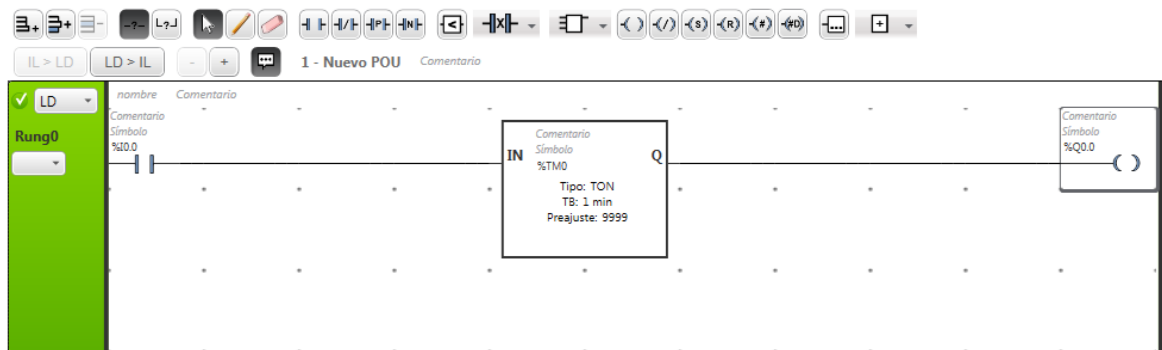 IL > LD LD > IL - + 1 - Nuevo POU Comentario
LD
nombre Comentario
Rung0
Comentario
Símbolo
%I0.0
Comentario
Símbolo
%TM0
IN Q
Tipo: TON
TB: 1 min
Preajuste: 9999
Comentario
Símbolo
%Q0.0